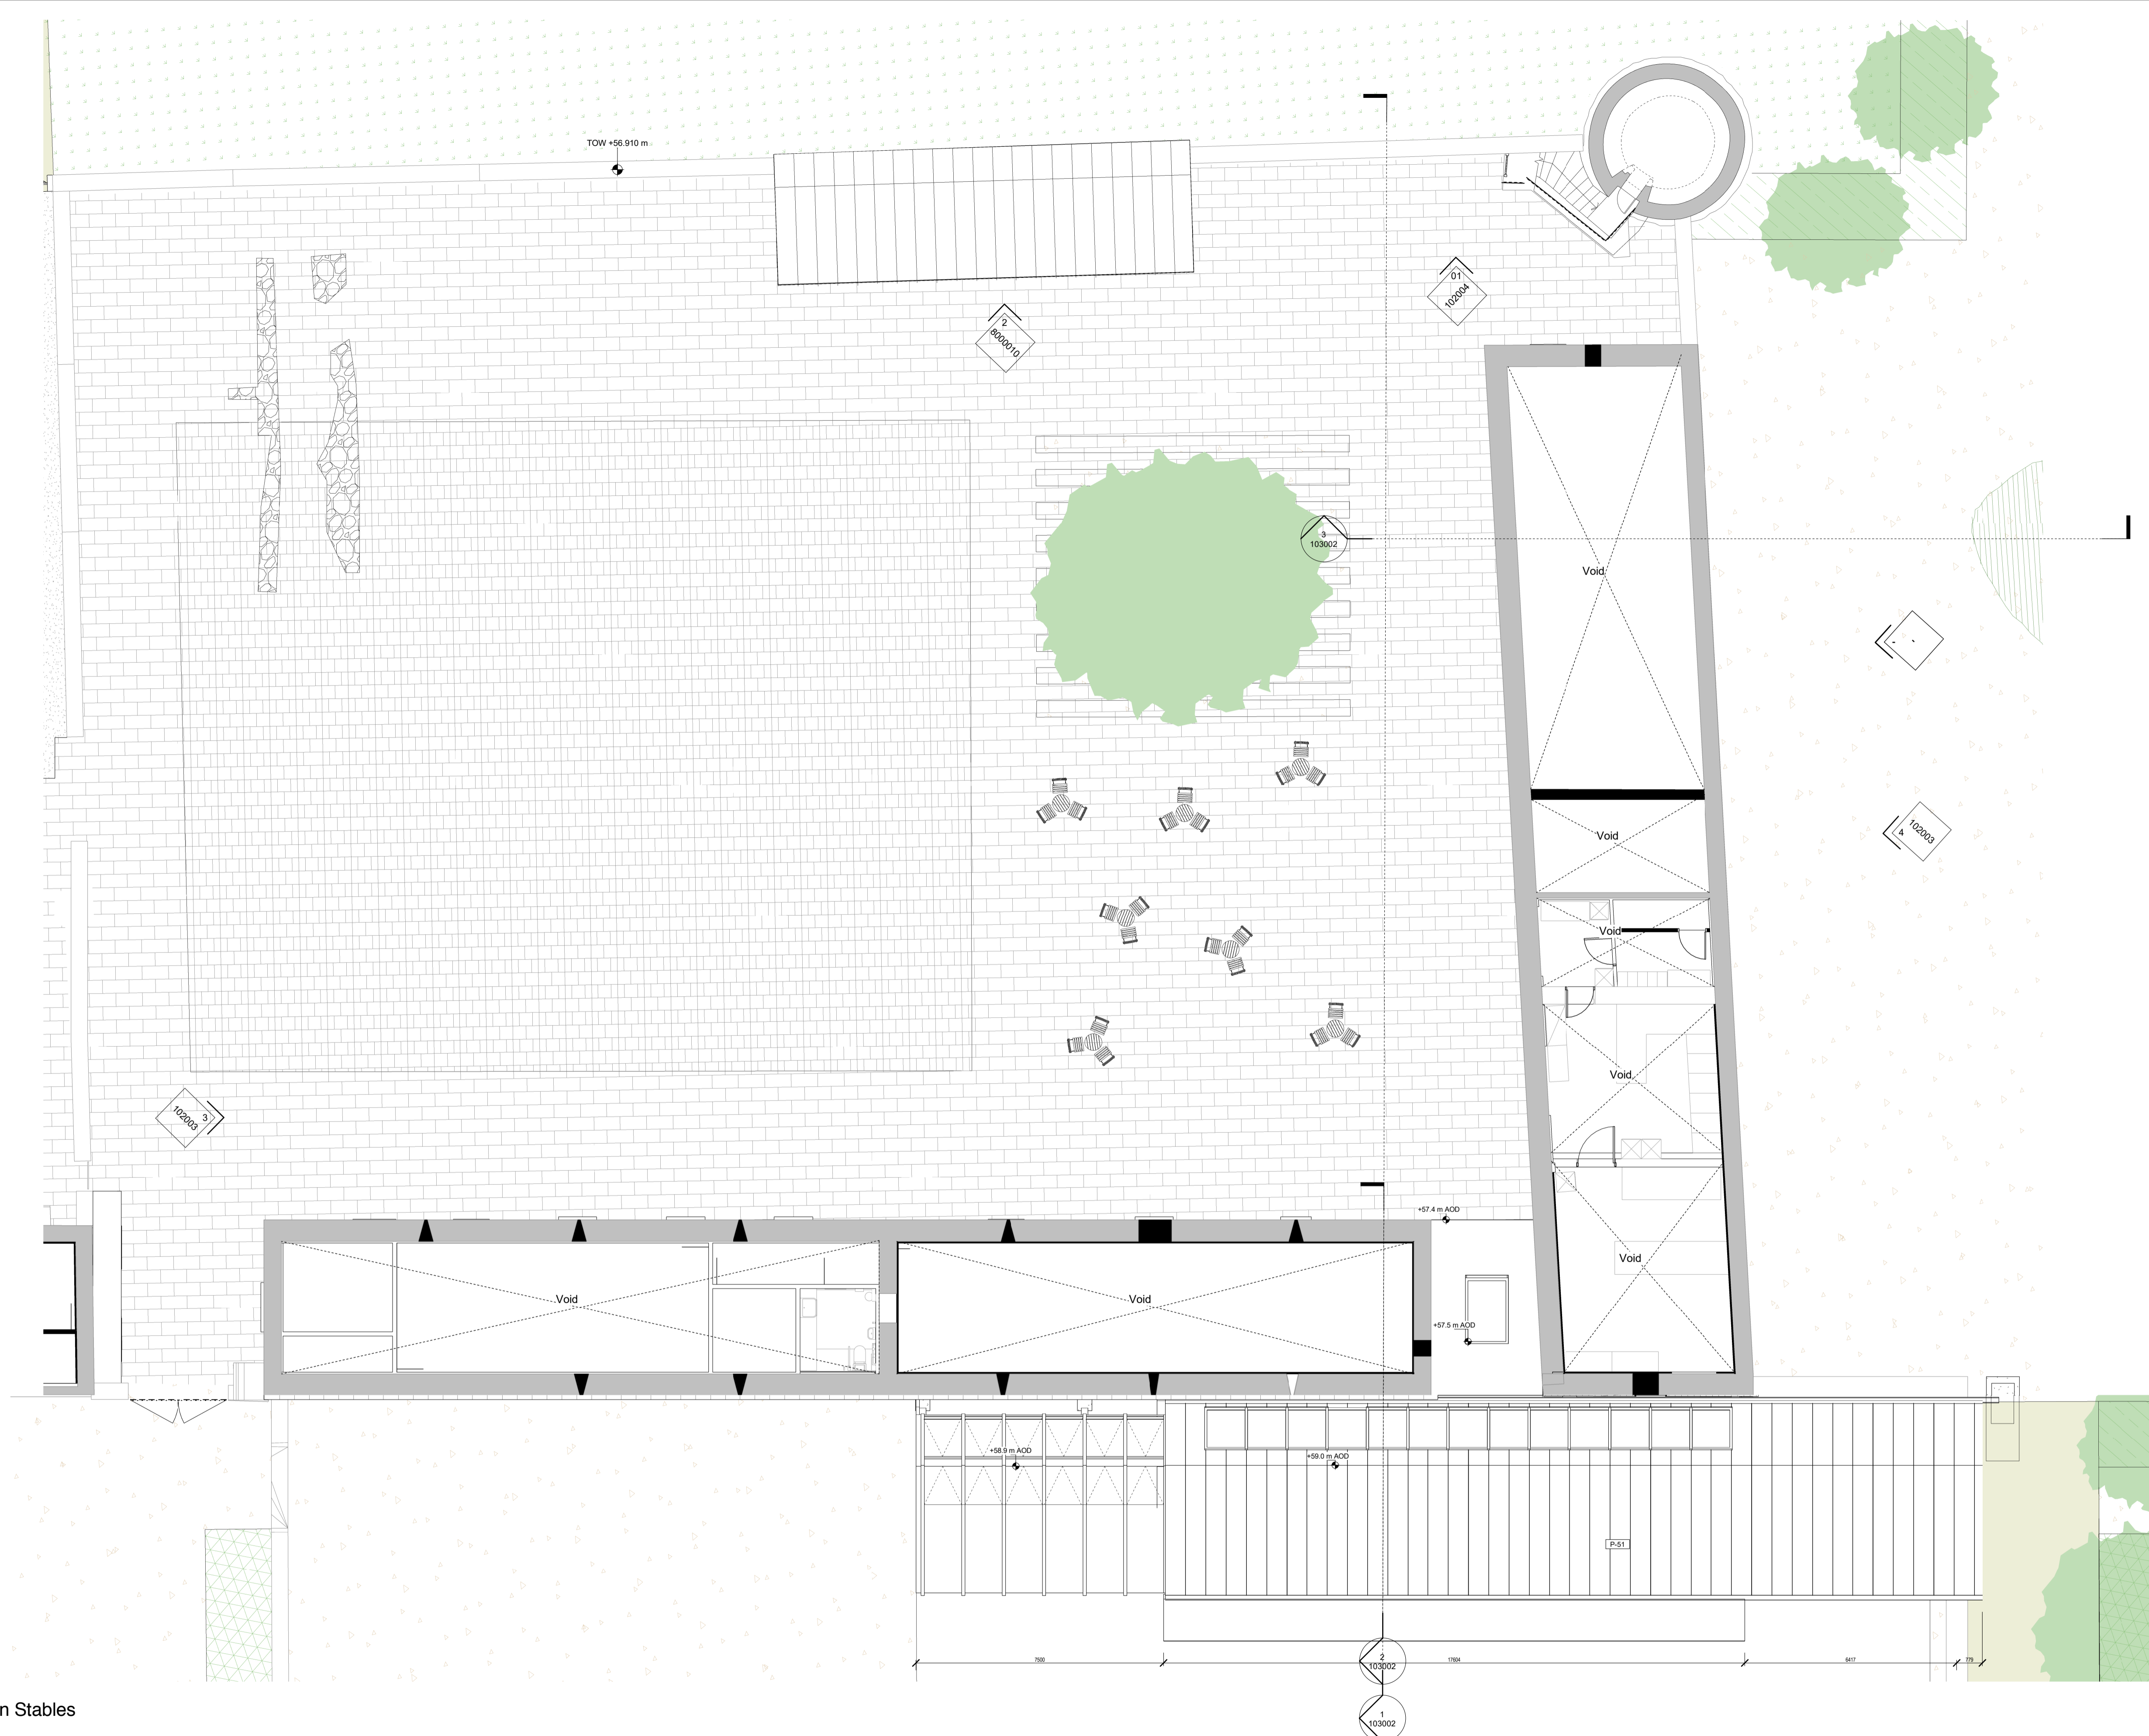 TOW +56.910 m
01
102004
2
8000010
3
103002
Void
-
-
Void
4
102003
Void
Void
3
102003
+57.4 m AOD
Void
Void
Void
+57.5 m AOD
+58.9 m AOD
+59.0 m AOD
P-51
7500
17604
6417
779
2
103002
n Stables
1
103002